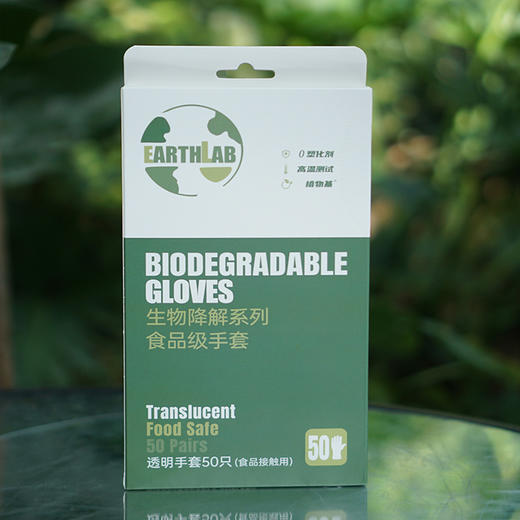 EARTHLAB
0 塑化剂
高温测试
植物基
BIODEGRADABLE
GLOVES
生物降解系列
食品级手套
Translucent
Food Safe
50 Pairs
透明手套50只(食品接触用)
50